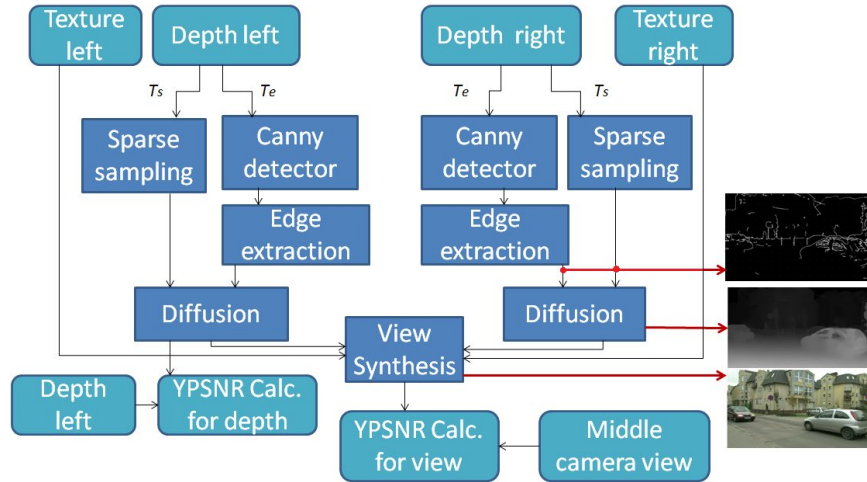 Texture
left
Depth left
Depth right
Texture
right
Ts
Te
Te
Ts
Sparse
sampling
Canny
detector
Canny
detector
Sparse
sampling
Edge
extraction
Edge
extraction
Diffusion
Diffusion
View
Synthesis
Depth
left
YPSNR Calc.
for depth
YPSNR Calc.
for view
Middle
camera view